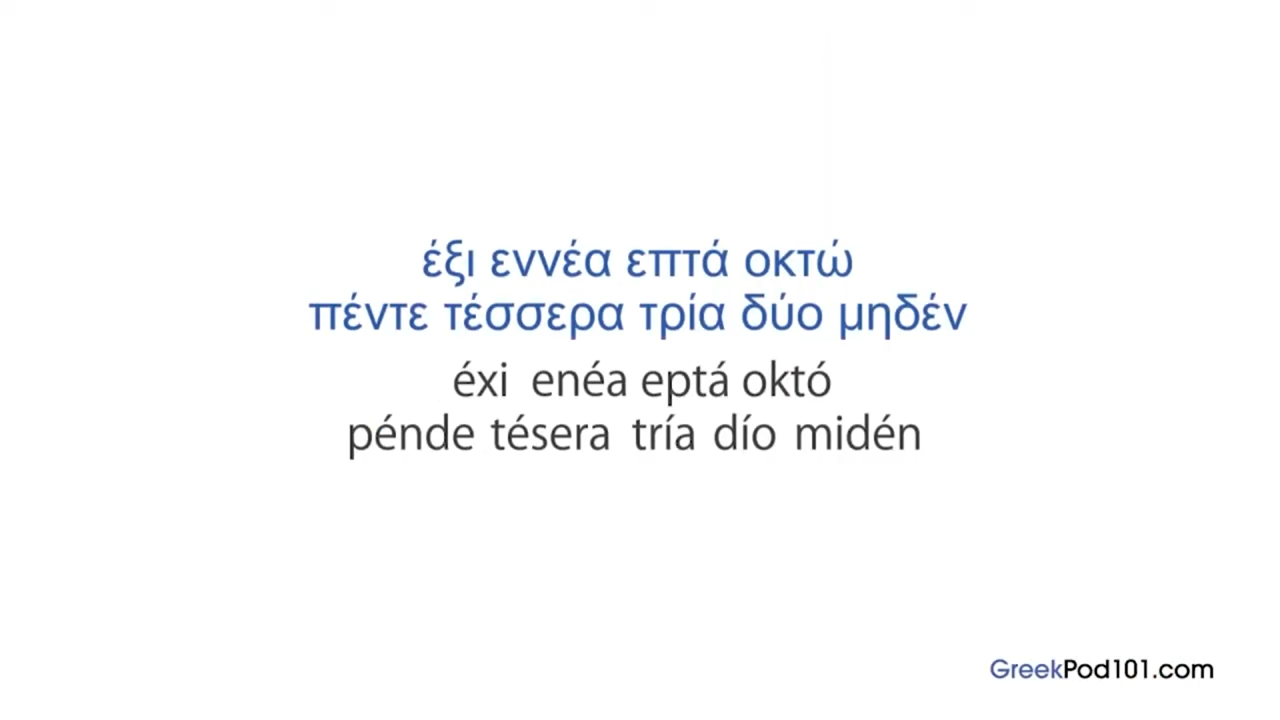 έξι εννέα επτά οκτώ
πέντε τέσσερα τρία δύο μηδέν
éxi enéa eptá októ
pénde tésera tría dío midén
GreekPod101.com